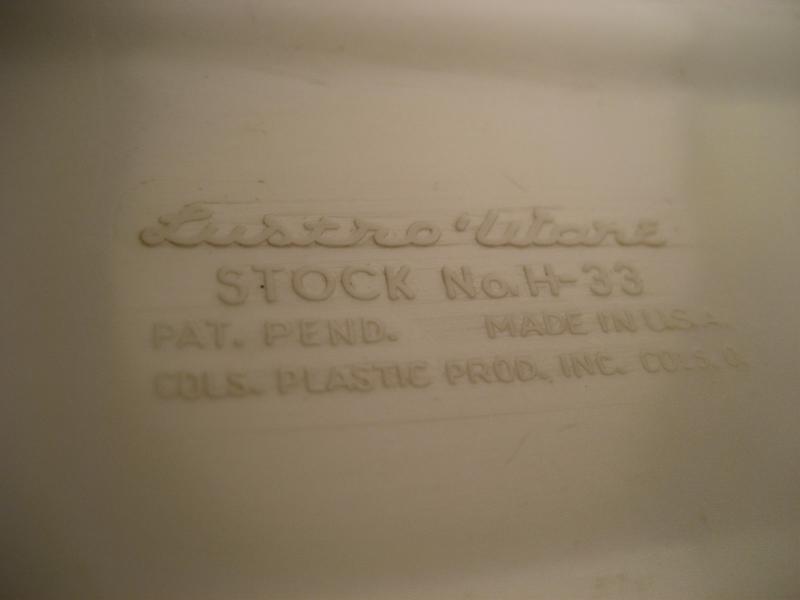 Lustro-Ware
STOCK No. H-33
PAT. PEND. MADE IN U.S.A.
COLS. PLASTIC PROD., INC. COLS. O.